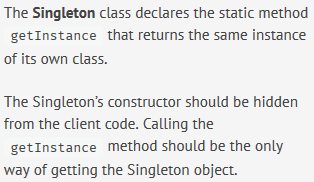 The Singleton class declares the static method
getInstance that returns the same instance
of its own class.
The Singleton’s constructor should be hidden
from the client code. Calling the
getInstance method should be the only
way of getting the Singleton object.